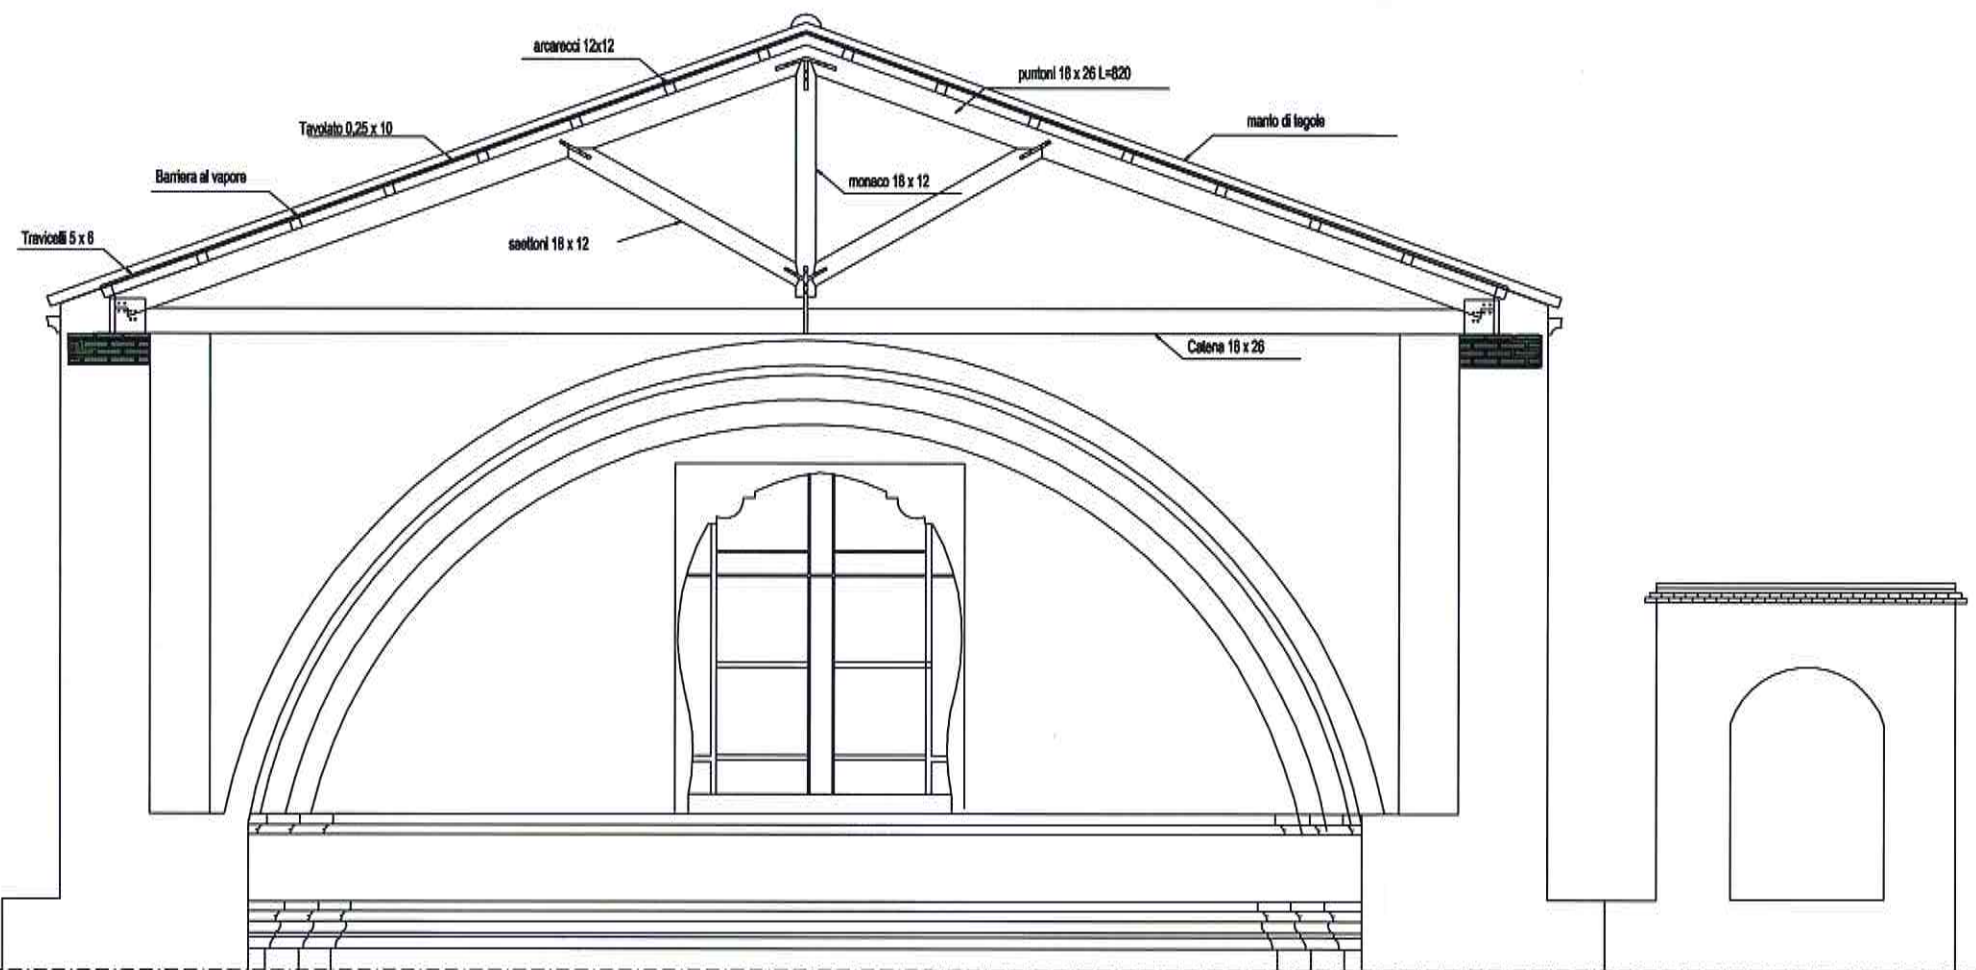 arcarecci 12x12
puntoni 18 x 26 L=820
Tavolato 0,25 x 10
manto di tegole
Barriera al vapore
monaco 18 x 12
Travicelli 5 x 8
saettoni 18 x 12
Catena 18 x 26